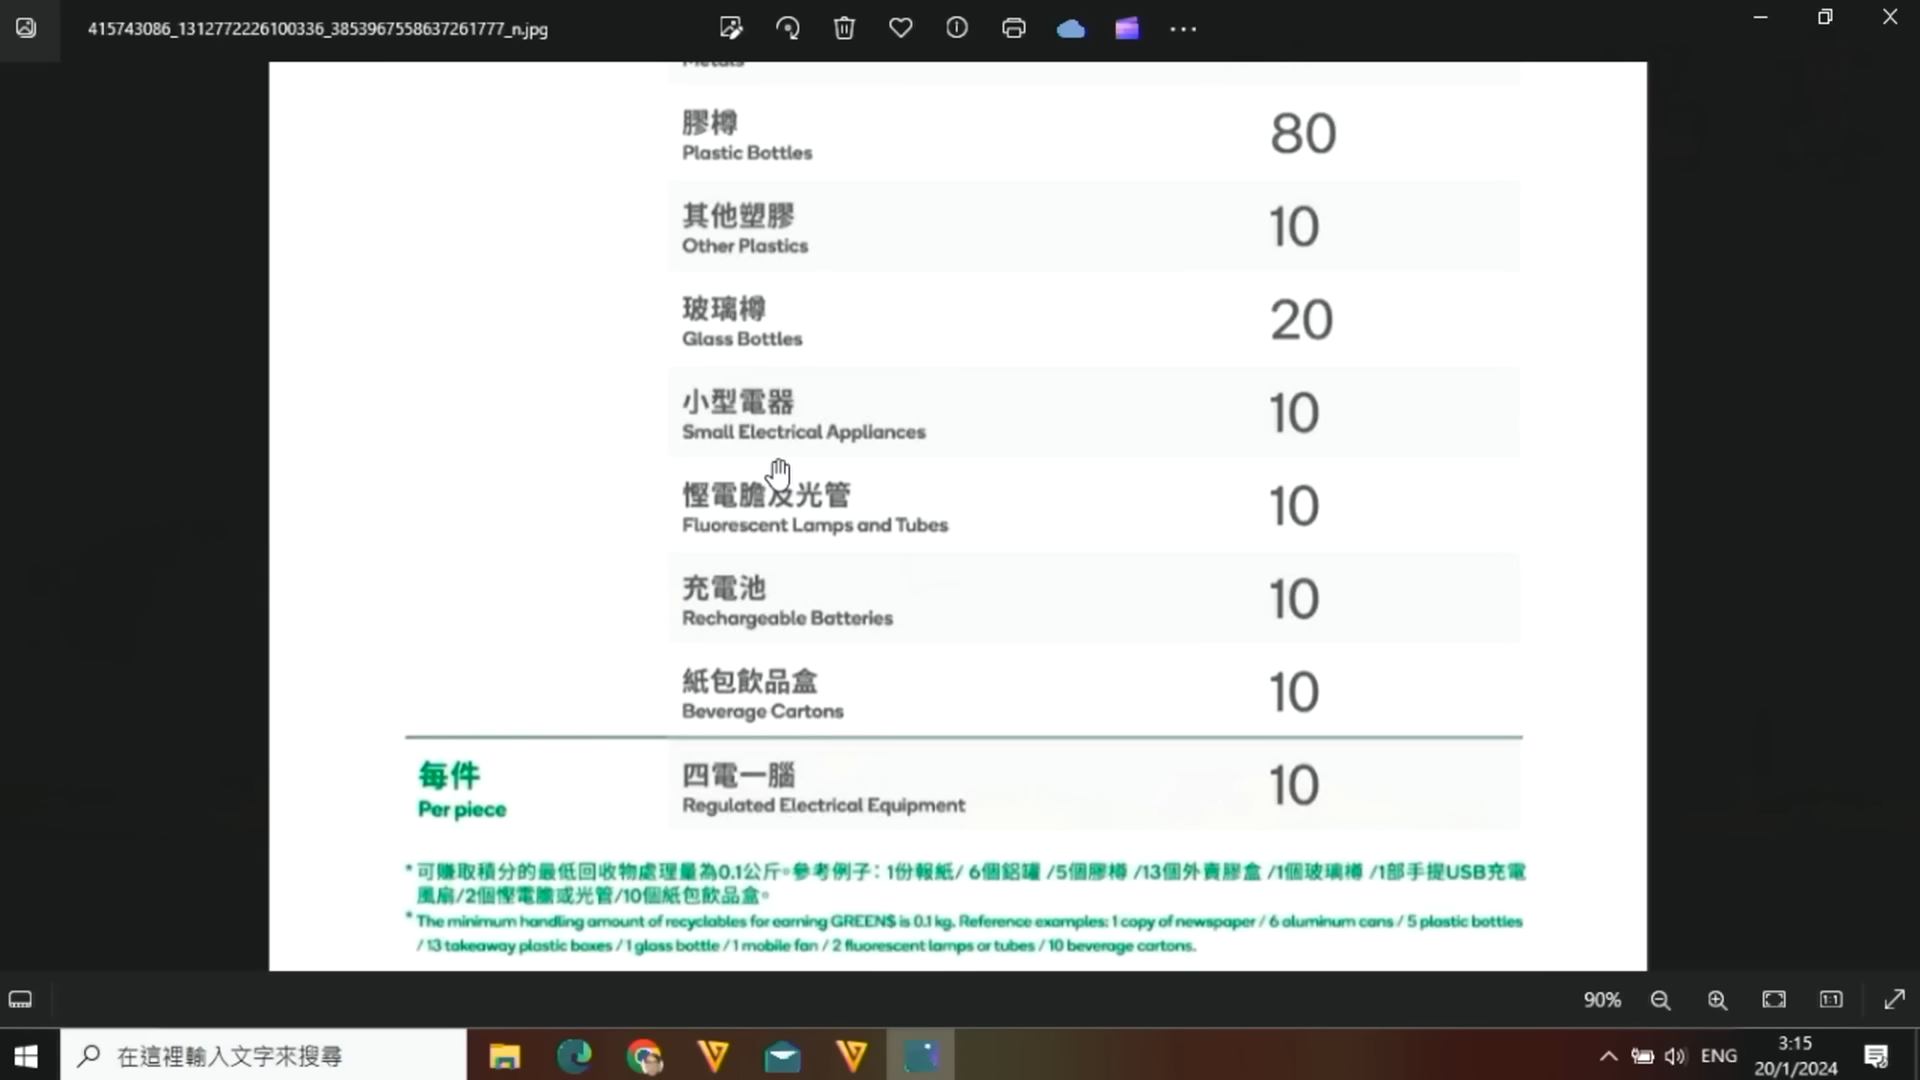 415743086_1312772226100336_3853967558637261777_n.jpg
Metals
膠樽
Plastic Bottles
80
其他塑膠
Other Plastics
10
玻璃樽
Glass Bottles
20
小型電器
Small Electrical Appliances
10
慳電膽及光管
Fluorescent Lamps and Tubes
10
充電池
Rechargeable Batteries
10
紙包飲品盒
Beverage Cartons
10
每件
Per piece
四電一腦
Regulated Electrical Equipment
10
* 可賺取積分的最低回收物處理量為0.1公斤。參考例子：1份報紙/ 6個鋁罐 /5個膠樽 /13個外賣膠盒 /1個玻璃樽 /1部手提USB充電
風扇/2個慳電膽或光管/10個紙包飲品盒。
* The minimum handling amount of recyclables for earning GREEN$ is 0.1 kg. Reference examples: 1 copy of newspaper / 6 aluminum cans / 5 plastic bottles
/ 13 takeaway plastic boxes / 1 glass bottle / 1 mobile fan / 2 fluorescent lamps or tubes / 10 beverage cartons.
90%
1:1
在這裡輸入文字來搜尋
ENG
3:15
20/1/2024